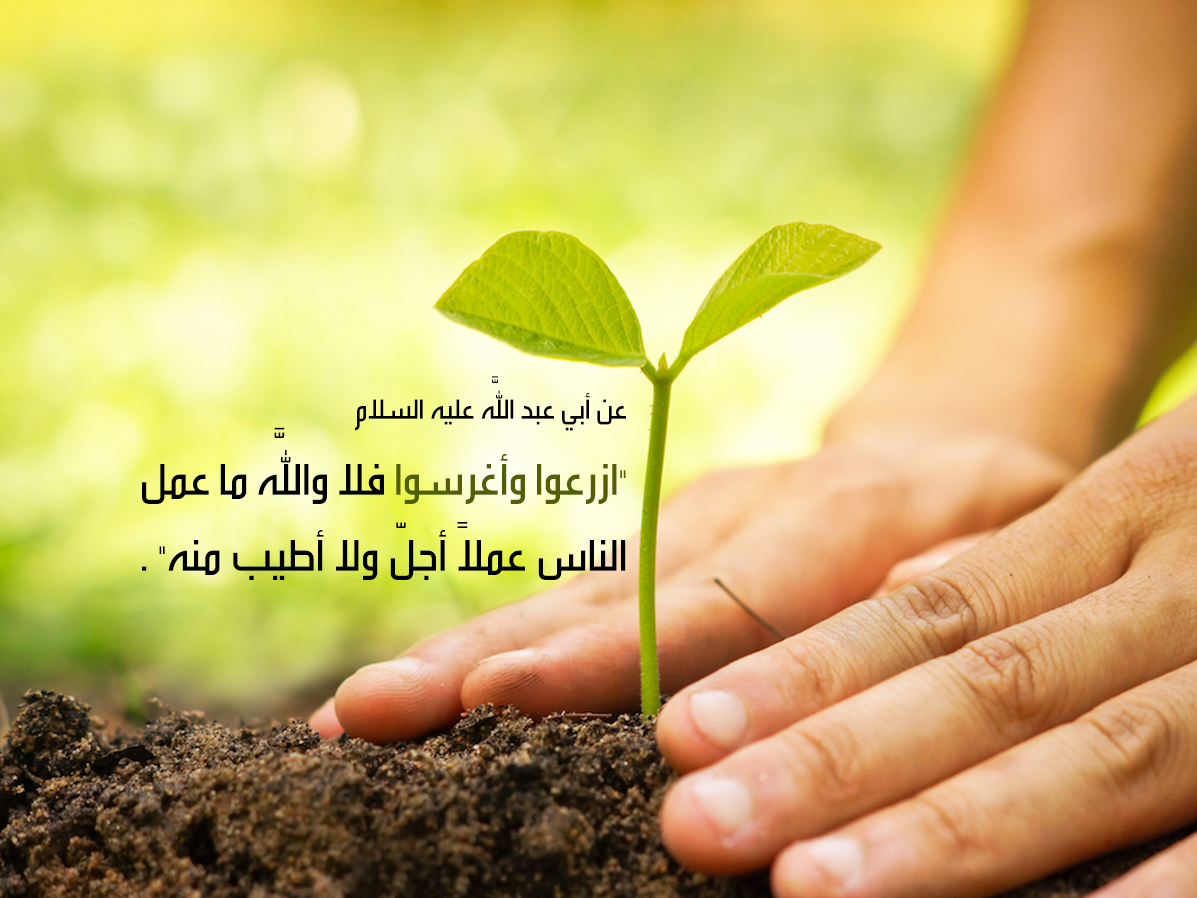 عن أبي عبد اللَّه عليه السلام
"ازرعوا وأغرسوا فلا واللَّه ما عمل
الناس عملاً أجلّ ولا أطيب منه" .